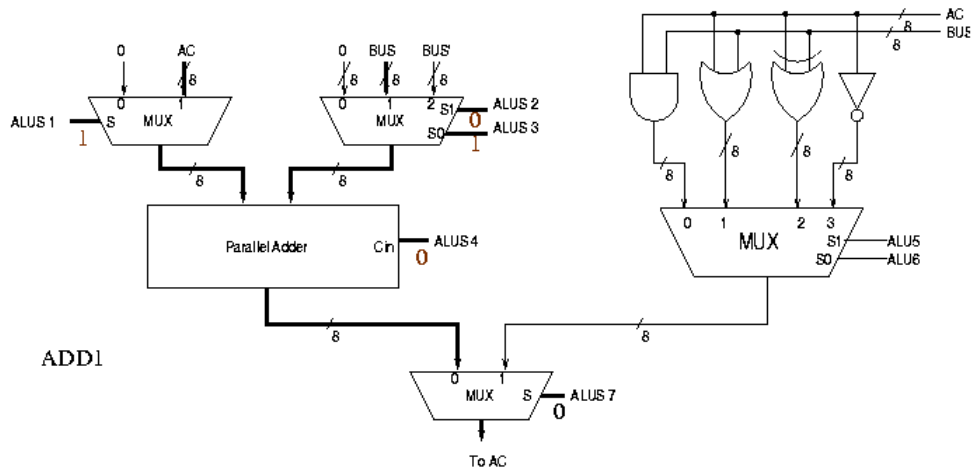 0 AC 0 BUS BUS' AC
8 8 8 8 8 BUS
8
0 1 0 1 2
ALUS 1 S MUX MUX S1 ALUS 2
1 0
S0 ALUS 3
1
8 8 8 8 8 8
0 1 2 3
Parallel Adder Cin ALUS 4 MUX S1 ALU5
0 S0 ALU6
8 8
ADD1
0 1
MUX S ALUS 7
0
To AC